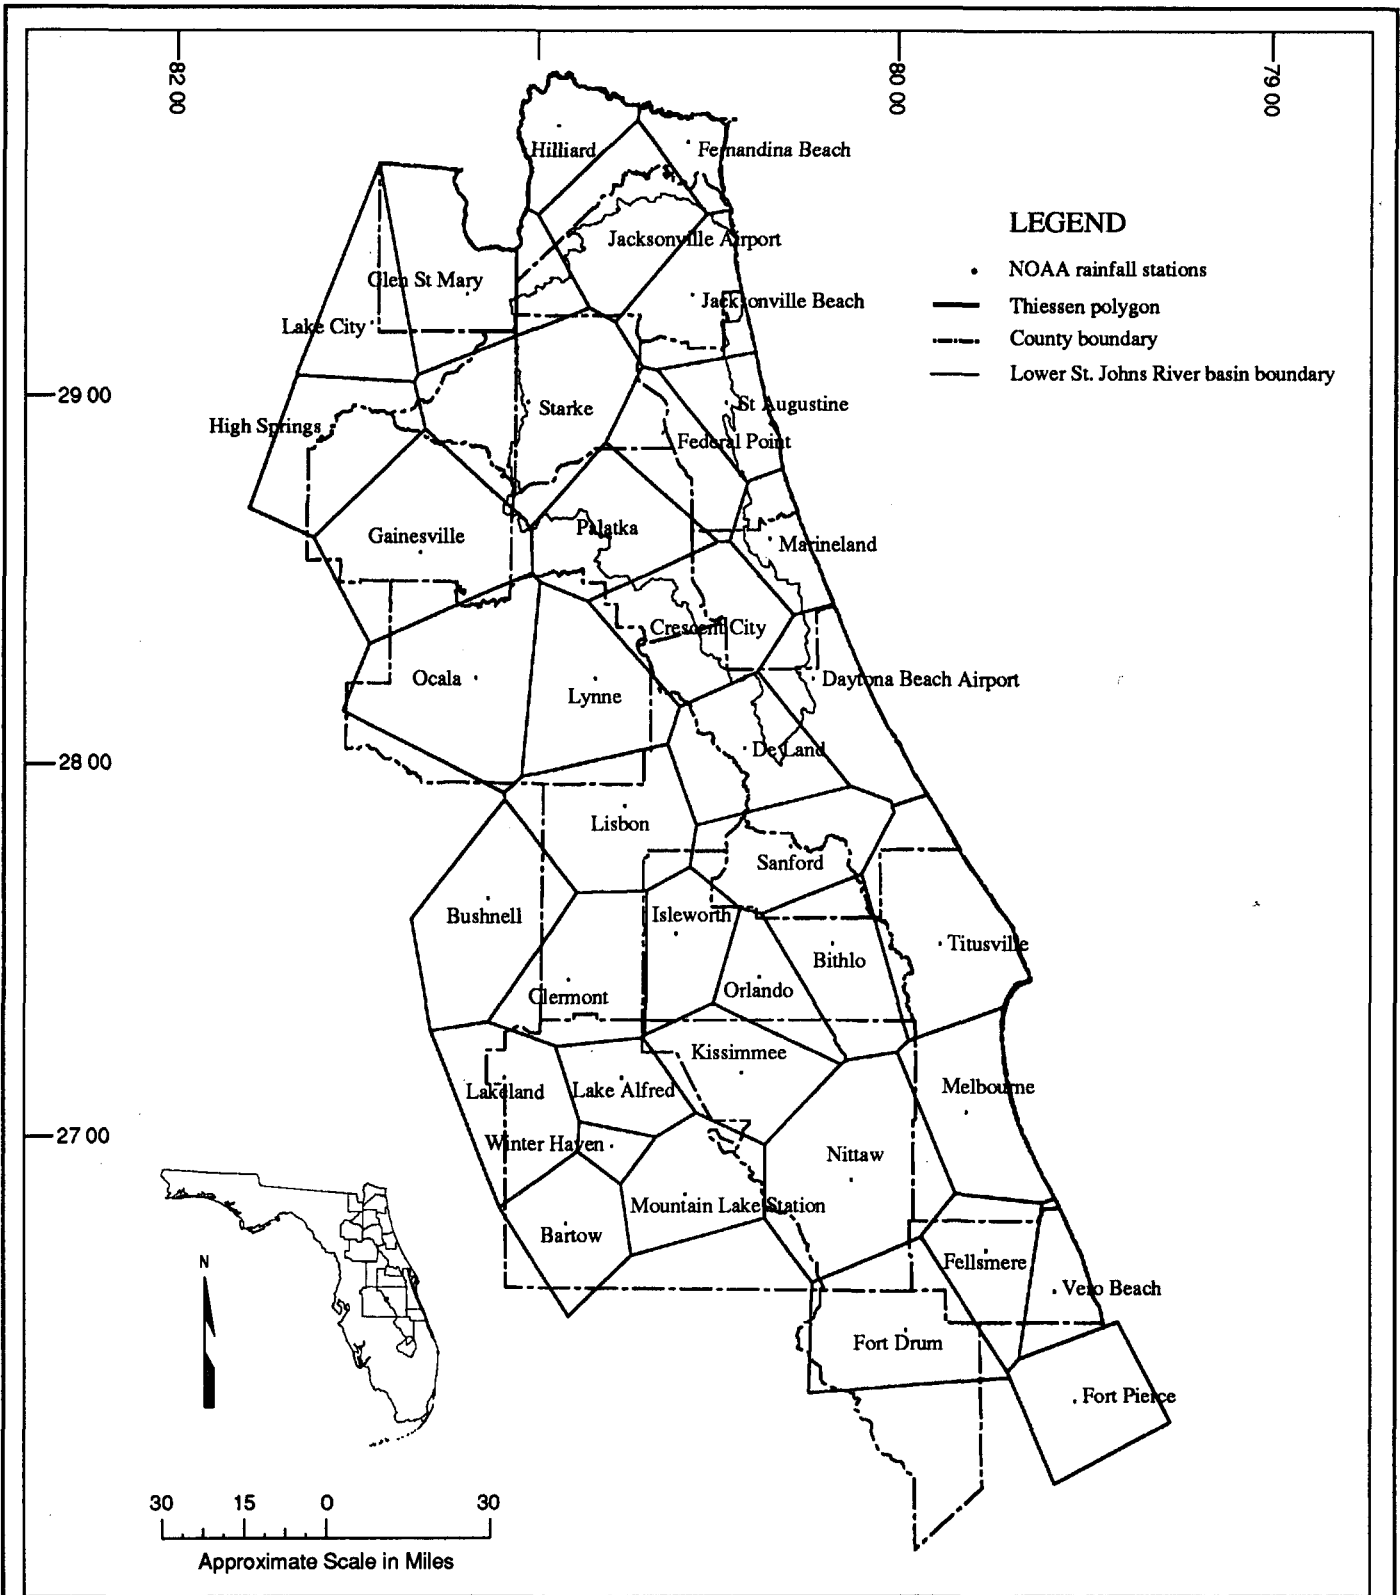 82 00
80 00
79 00
Hilliard
Fernandina Beach
LEGEND
Jacksonville Airport
NOAA rainfall stations
Glen St Mary
Jacksonville Beach
Thiessen polygon
Lake City
County boundary
Lower St. Johns River basin boundary
29 00
Starke
St Augustine
High Springs
Federal Point
Gainesville
Palatka
Marineland
Crescent City
Ocala
Lynne
Daytona Beach Airport
De Land
28 00
Lisbon
Sanford
Bushnell
Isleworth
Titusville
Bithlo
Orlando
Clermont
Kissimmee
Lakeland
Lake Alfred
Melbourne
27 00
Winter Haven
Nittaw
Mountain Lake Station
Bartow
Fellsmere
N
Vero Beach
Fort Drum
Fort Pierce
30 15 0 30
Approximate Scale in Miles